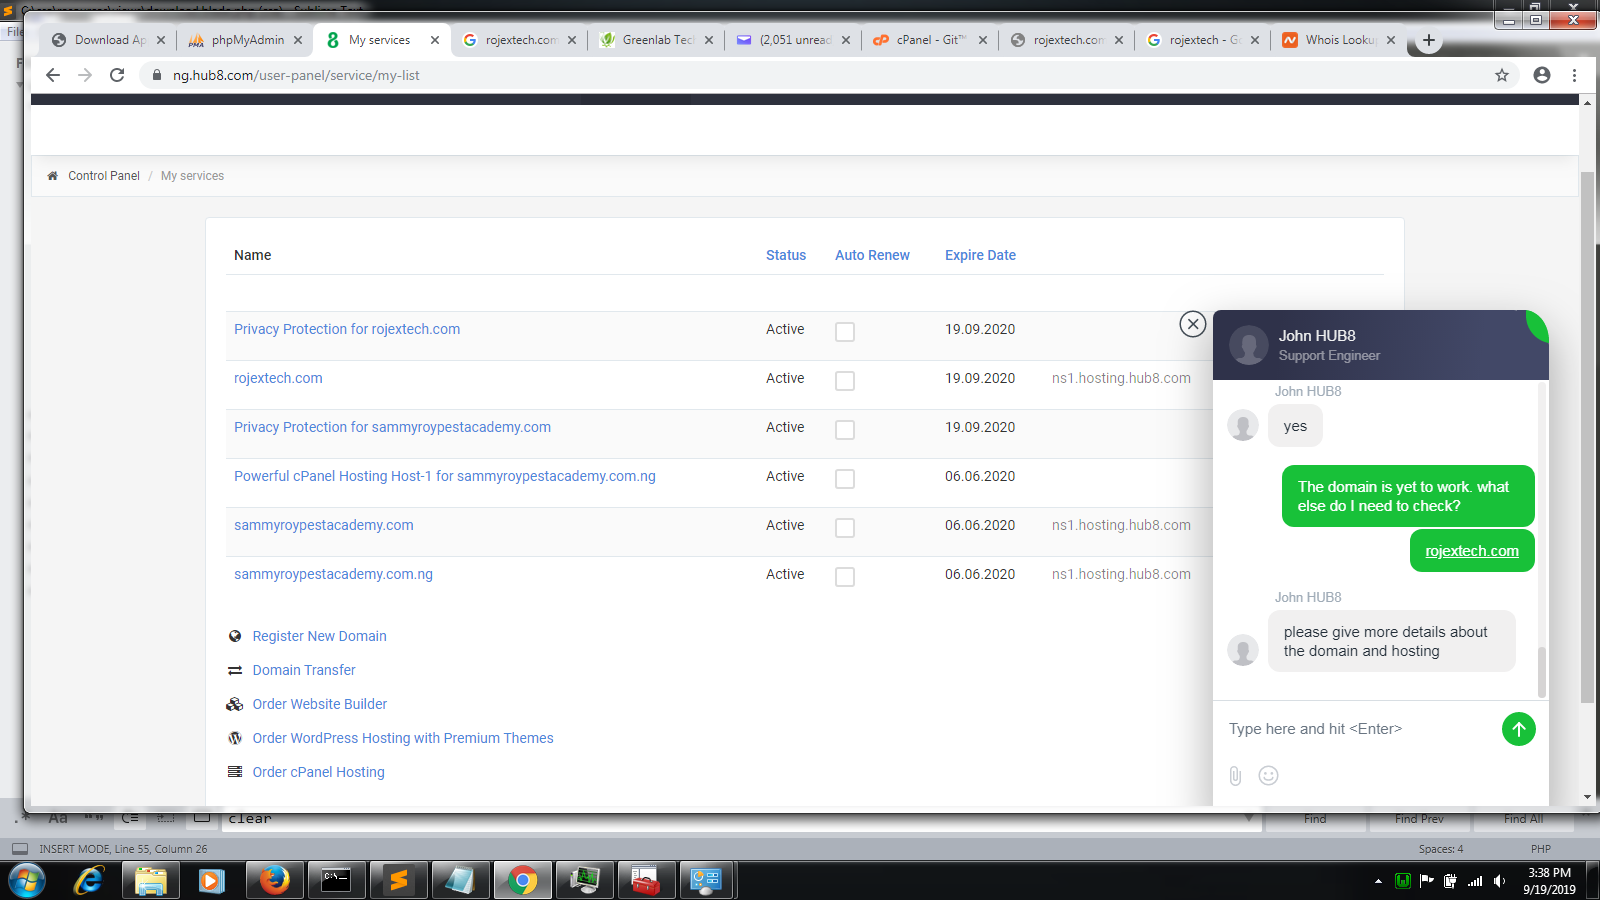 Download Ap
phpMyAdmin
My services
rojextech.com
Greenlab Tec
(2,051 unread
cPanel - Git™
rojextech.com
rojextech - Go
Whois Looku
ng.hub8.com/user-panel/service/my-list
Control Panel / My services
Name Status Auto Renew Expire Date
Privacy Protection for rojextech.com Active 19.09.2020
rojextech.com Active 19.09.2020 ns1.hosting.hub8.com
Privacy Protection for sammyroypestacademy.com Active 19.09.2020
Powerful cPanel Hosting Host-1 for sammyroypestacademy.com.ng Active 06.06.2020
sammyroypestacademy.com Active 06.06.2020 ns1.hosting.hub8.com
sammyroypestacademy.com.ng Active 06.06.2020 ns1.hosting.hub8.com
Register New Domain
Domain Transfer
Order Website Builder
Order WordPress Hosting with Premium Themes
Order cPanel Hosting
John HUB8
Support Engineer
John HUB8
yes
The domain is yet to work. what
else do I need to check?
rojextech.com
John HUB8
please give more details about
the domain and hosting
Type here and hit <Enter>
Aa
clear
Find Find Prev Find All
INSERT MODE, Line 55, Column 26
Spaces: 4 PHP
3:38 PM
9/19/2019